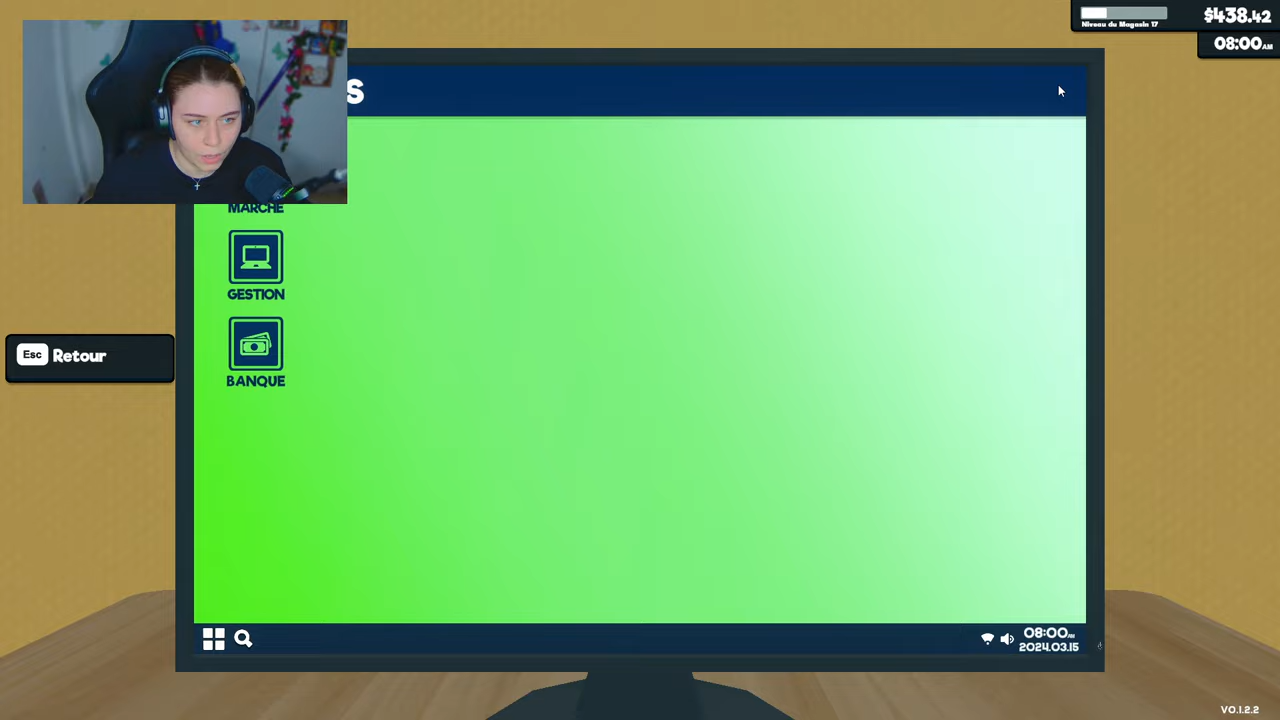 $438.42
Niveau du Magasin 17
08:00AM
S
MARCHÉ
GESTION
Esc Retour
BANQUE
08:00AM
2024.03.15
V0.1.2.2